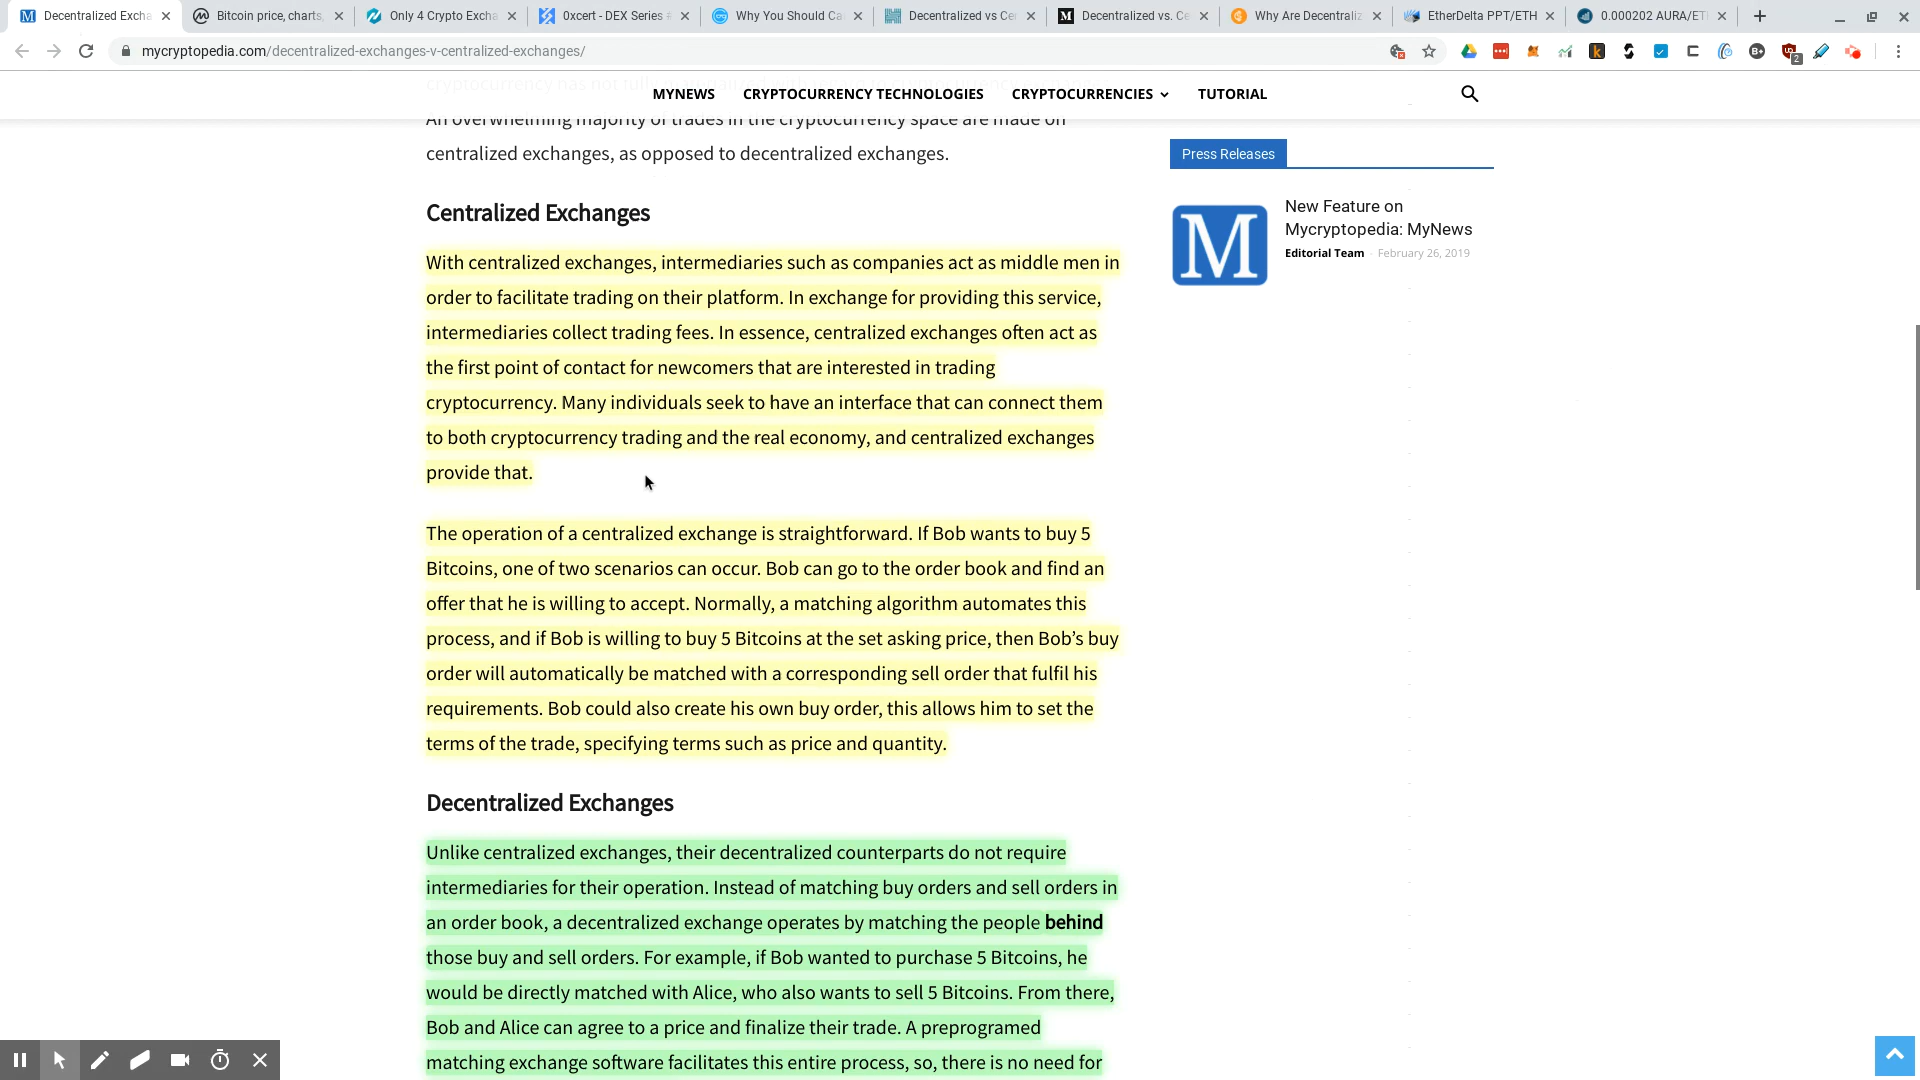 Decentralized Excha
Bitcoin price, charts,
Only 4 Crypto Excha
0xcert - DEX Series #
Why You Should Ca
Decentralized vs Ce
Decentralized vs. Ce
Why Are Decentraliz
EtherDelta PPT/ETH
0.000202 AURA/ET
mycryptopedia.com/decentralized-exchanges-v-centralized-exchanges/
MYNEWS
CRYPTOCURRENCY TECHNOLOGIES
CRYPTOCURRENCIES
TUTORIAL
An overwhelming majority of trades in the cryptocurrency space are made on
centralized exchanges, as opposed to decentralized exchanges.
Centralized Exchanges
With centralized exchanges, intermediaries such as companies act as middle men in
order to facilitate trading on their platform. In exchange for providing this service,
intermediaries collect trading fees. In essence, centralized exchanges often act as
the first point of contact for newcomers that are interested in trading
cryptocurrency. Many individuals seek to have an interface that can connect them
to both cryptocurrency trading and the real economy, and centralized exchanges
provide that.
The operation of a centralized exchange is straightforward. If Bob wants to buy 5
Bitcoins, one of two scenarios can occur. Bob can go to the order book and find an
offer that he is willing to accept. Normally, a matching algorithm automates this
process, and if Bob is willing to buy 5 Bitcoins at the set asking price, then Bob’s buy
order will automatically be matched with a corresponding sell order that fulfil his
requirements. Bob could also create his own buy order, this allows him to set the
terms of the trade, specifying terms such as price and quantity.
Decentralized Exchanges
Unlike centralized exchanges, their decentralized counterparts do not require
intermediaries for their operation. Instead of matching buy orders and sell orders in
an order book, a decentralized exchange operates by matching the people behind
those buy and sell orders. For example, if Bob wanted to purchase 5 Bitcoins, he
would be directly matched with Alice, who also wants to sell 5 Bitcoins. From there,
Bob and Alice can agree to a price and finalize their trade. A preprogramed
matching exchange software facilitates this entire process, so, there is no need for
Press Releases
M
New Feature on
Mycryptopedia: MyNews
Editorial Team - February 26, 2019